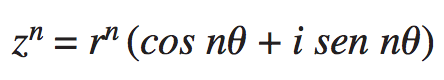 zⁿ = rⁿ (cos nθ + i sen nθ)